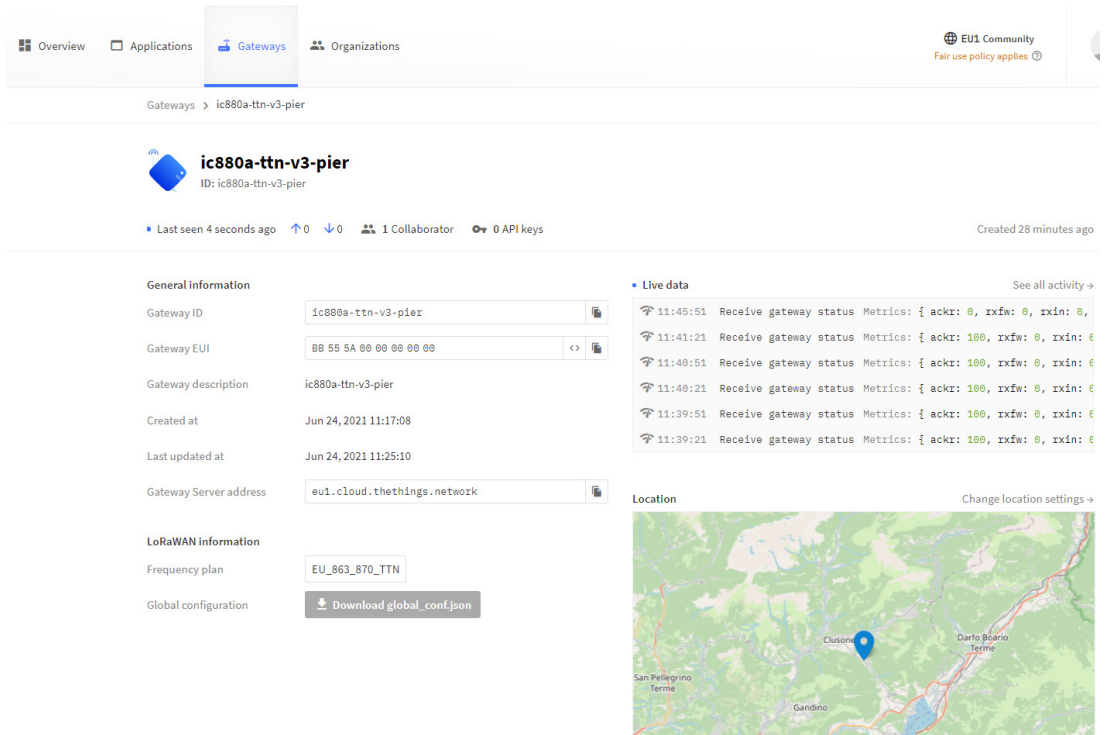 Overview Applications Gateways Organizations
EU1 Community
Fair use policy applies
Gateways > ic880a-ttn-v3-pier
ic880a-ttn-v3-pier
ID: ic880a-ttn-v3-pier
Last seen 4 seconds ago ↑0 ↓0 1 Collaborator 0 API keys
Created 28 minutes ago
General information
Gateway ID ic880a-ttn-v3-pier
Gateway EUI BB 55 5A 00 00 00 00 00
Gateway description ic880a-ttn-v3-pier
Created at Jun 24, 2021 11:17:08
Last updated at Jun 24, 2021 11:25:10
Gateway Server address eu1.cloud.thethings.network
LoRaWAN information
Frequency plan EU_863_870_TTN
Global configuration Download global_conf.json
Live data See all activity →
11:45:51 Receive gateway status Metrics: { ackr: 0, rxfw: 0, rxin: 0,
11:41:21 Receive gateway status Metrics: { ackr: 100, rxfw: 0, rxin:
11:40:51 Receive gateway status Metrics: { ackr: 100, rxfw: 0, rxin:
11:40:21 Receive gateway status Metrics: { ackr: 100, rxfw: 0, rxin:
11:39:51 Receive gateway status Metrics: { ackr: 100, rxfw: 0, rxin:
11:39:21 Receive gateway status Metrics: { ackr: 100, rxfw: 0, rxin:
Location Change location settings →
Clusone
Darfo Boario
Terme
San Pellegrino
Terme
Gandino